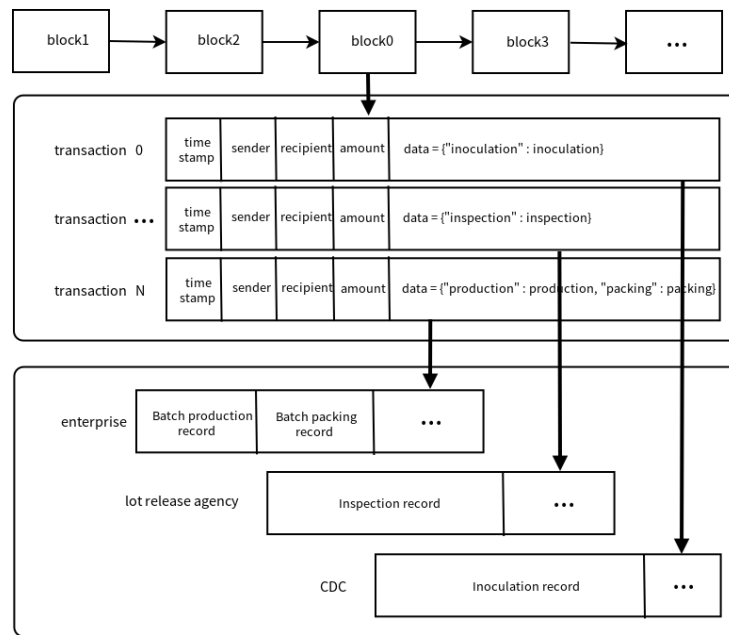 block1 block2 block0 block3 ...
transaction 0 time stamp sender recipient amount data = {"inoculation" : inoculation}
transaction ... time stamp sender recipient amount data = {"inspection" : inspection}
transaction N time stamp sender recipient amount data = {"production" : production, "packing" : packing}
enterprise Batch production record Batch packing record ...
lot release agency Inspection record ...
CDC Inoculation record ...